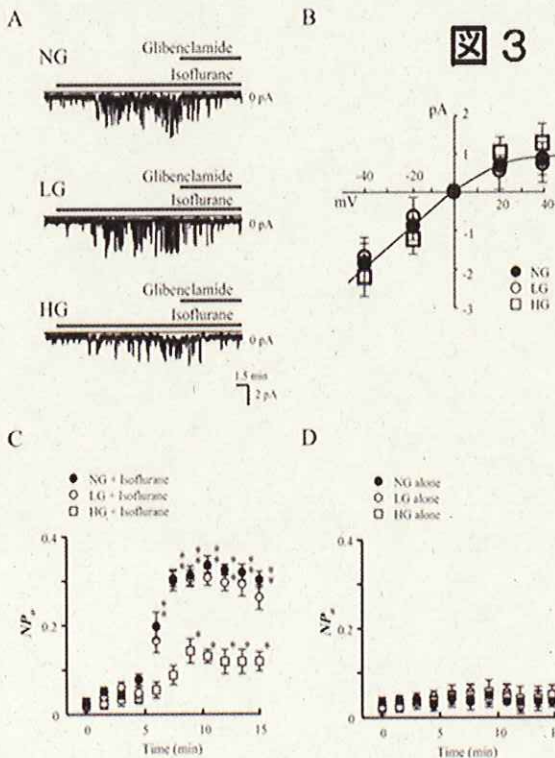 A
B
図 3
NG
Glibenclamide
Isoflurane
0 pA
LG
Glibenclamide
Isoflurane
0 pA
HG
Glibenclamide
Isoflurane
0 pA
1.5 min
2 pA
pA
1
-40
-20
mV
20
40
-1
-2
-3
NG
LG
HG
C
NG + Isoflurane
LG + Isoflurane
HG + Isoflurane
0.4
0.2
0
NPo
0
5
10
15
Time (min)
D
NG alone
LG alone
HG alone
0.4
0.2
0
NPo
0
5
10
Time (min)